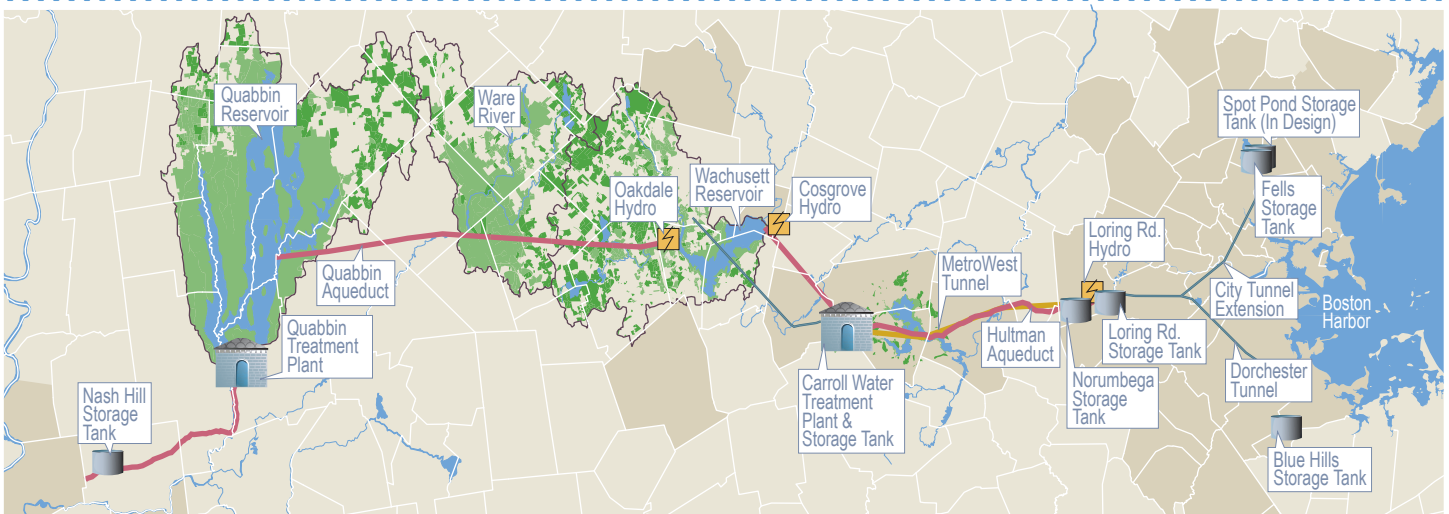 Quabbin
Reservoir
Ware
River
Spot Pond Storage
Tank (In Design)
Oakdale
Hydro
Wachusett
Reservoir
Cosgrove
Hydro
Fells
Storage
Tank
Loring Rd.
Hydro
Quabbin
Aqueduct
MetroWest
Tunnel
City Tunnel
Extension
Boston
Harbor
Quabbin
Treatment
Plant
Hultman
Aqueduct
Loring Rd.
Storage Tank
Nash Hill
Storage
Tank
Carroll Water
Treatment
Plant &
Storage Tank
Norumbega
Storage
Tank
Dorchester
Tunnel
Blue Hills
Storage Tank